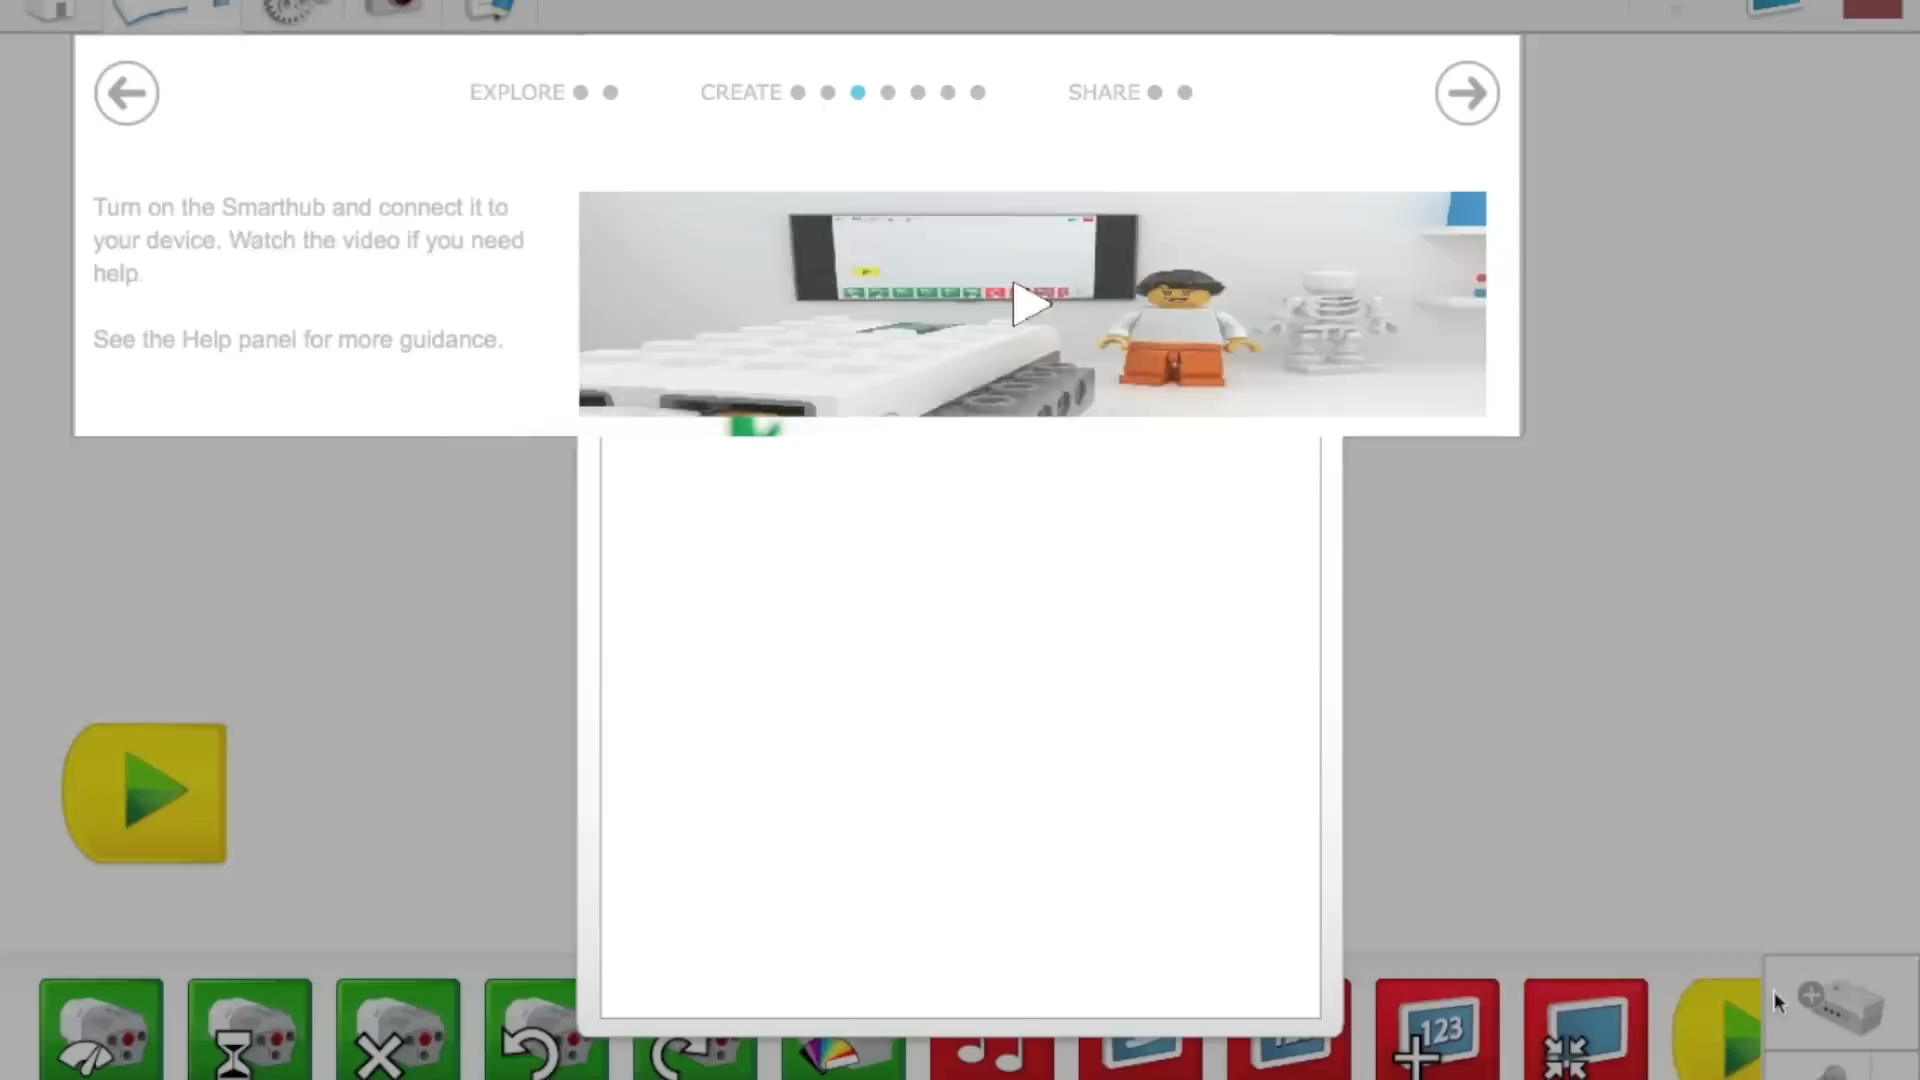 EXPLORE
CREATE
SHARE
Turn on the Smarthub and connect it to
your device. Watch the video if you need
help.
See the Help panel for more guidance.
123